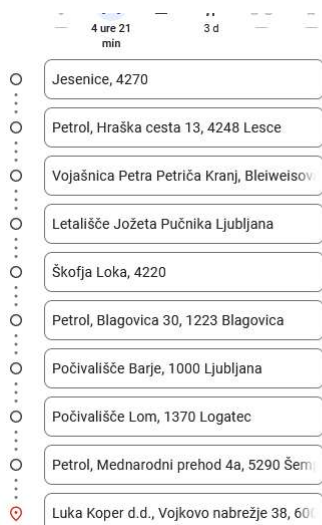 4 ure 21
min
3 d
Jesenice, 4270
Petrol, Hraška cesta 13, 4248 Lesce
Vojašnica Petra Petriča Kranj, Bleiweisov
Letališče Jožeta Pučnika Ljubljana
Škofja Loka, 4220
Petrol, Blagovica 30, 1223 Blagovica
Počivališče Barje, 1000 Ljubljana
Počivališče Lom, 1370 Logatec
Petrol, Mednarodni prehod 4a, 5290 Šem
Luka Koper d.d., Vojkovo nabrežje 38, 60